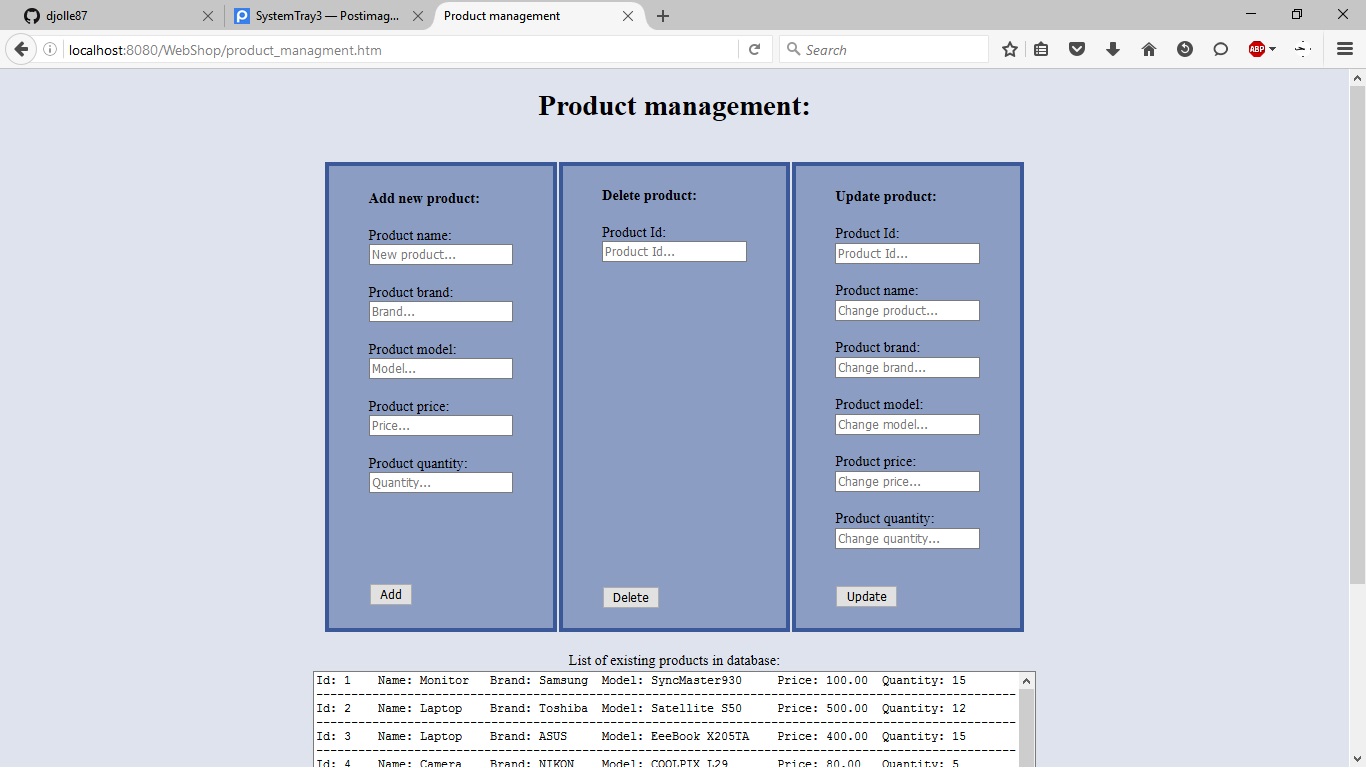 djolle87
SystemTray3 — Postimag...
Product management
localhost:8080/WebShop/product_managment.htm
Search
ABP
Product management:
Add new product:
Product name:
New product...
Product brand:
Brand...
Product model:
Model...
Product price:
Price...
Product quantity:
Quantity...
Add
Delete product:
Product Id:
Product Id...
Delete
Update product:
Product Id:
Product Id...
Product name:
Change product...
Product brand:
Change brand...
Product model:
Change model...
Product price:
Change price...
Product quantity:
Change quantity...
Update
List of existing products in database:
Id: 1 Name: Monitor Brand: Samsung Model: SyncMaster930 Price: 100.00 Quantity: 15
Id: 2 Name: Laptop Brand: Toshiba Model: Satellite S50 Price: 500.00 Quantity: 12
Id: 3 Name: Laptop Brand: ASUS Model: EeeBook X205TA Price: 400.00 Quantity: 15
Id: 4 Name: Camera Brand: NIKON Model: COOLPIX L29 Price: 80.00 Quantity: 5